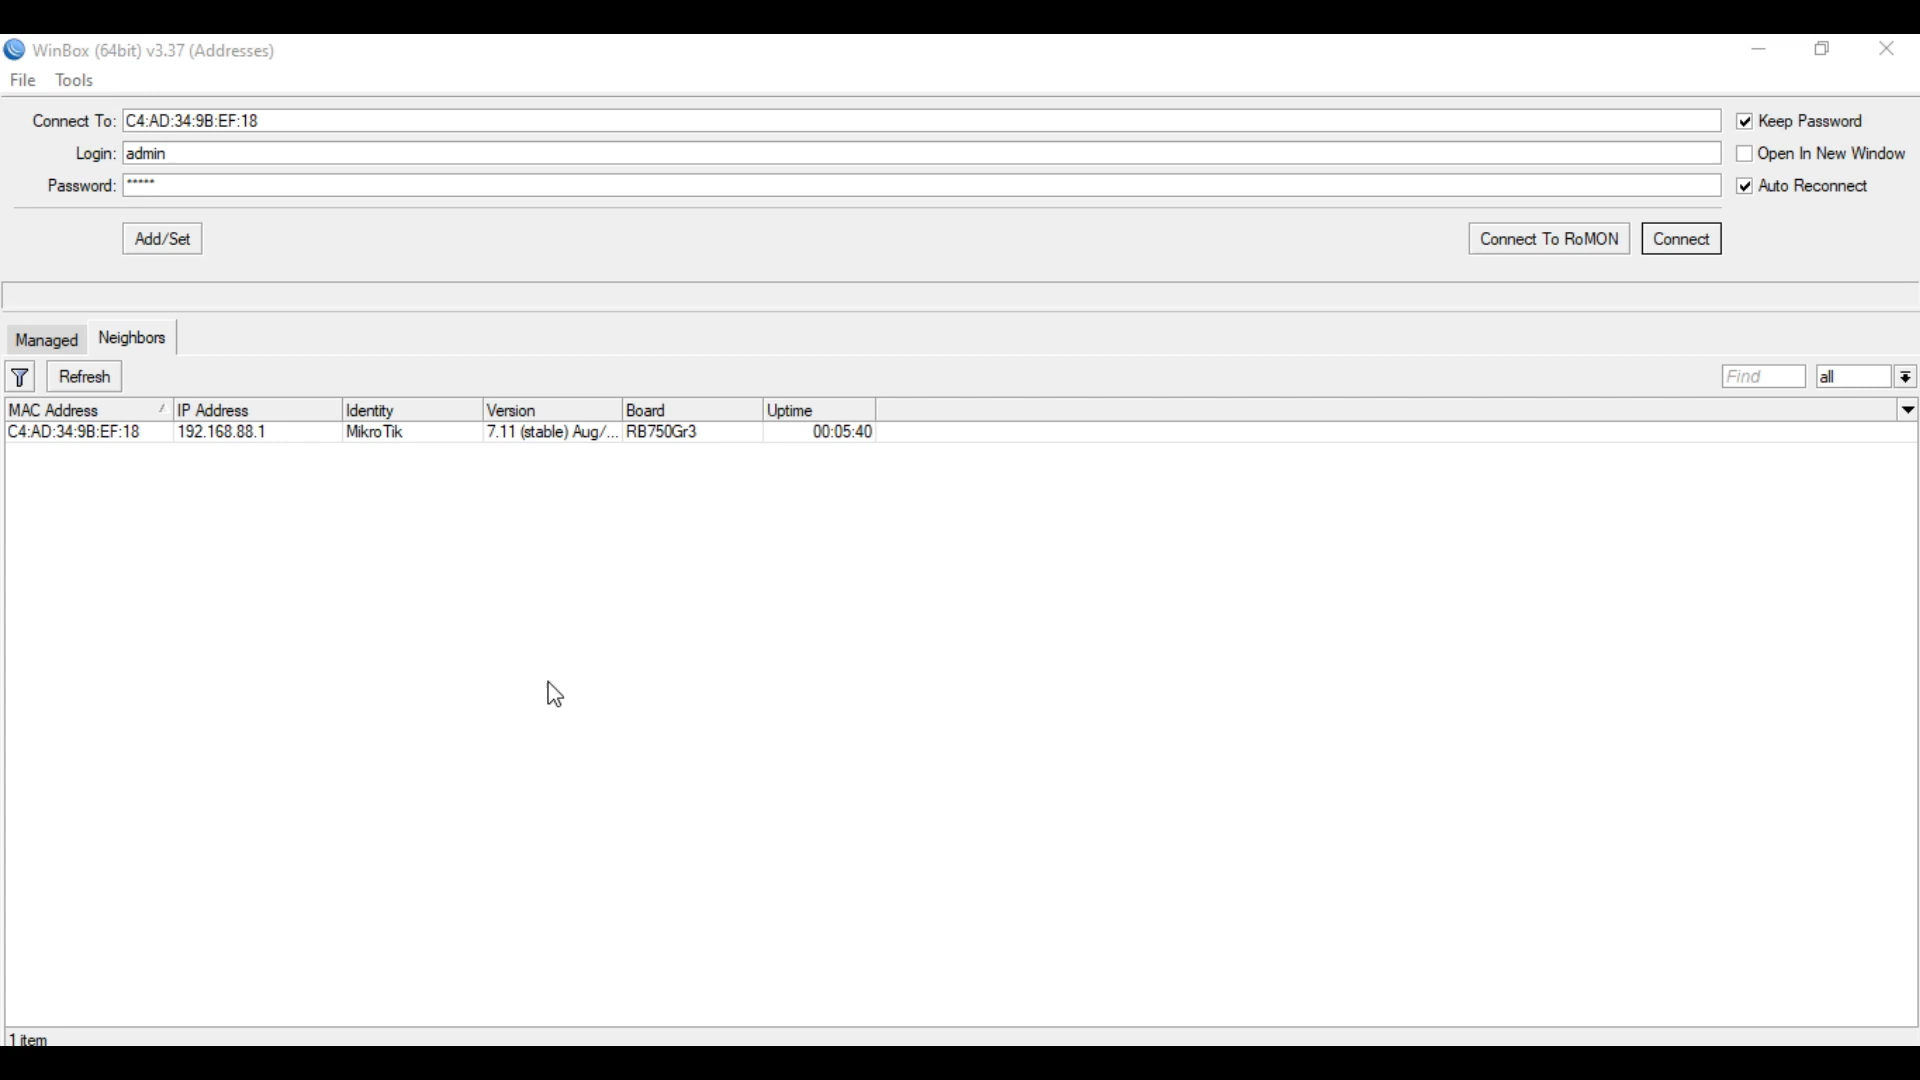 WinBox (64bit) v3.37 (Addresses)
File Tools
Connect To: C4:AD:34:9B:EF:18 Keep Password
Login: admin Open In New Window
Password: ***** Auto Reconnect
Add/Set Connect To RoMON Connect
Managed Neighbors
Refresh Find all
MAC Address IP Address Identity Version Board Uptime
C4:AD:34:9B:EF:18 192.168.88.1 MikroTik 7.11 (stable) Aug/... RB750Gr3 00:05:40
1 item